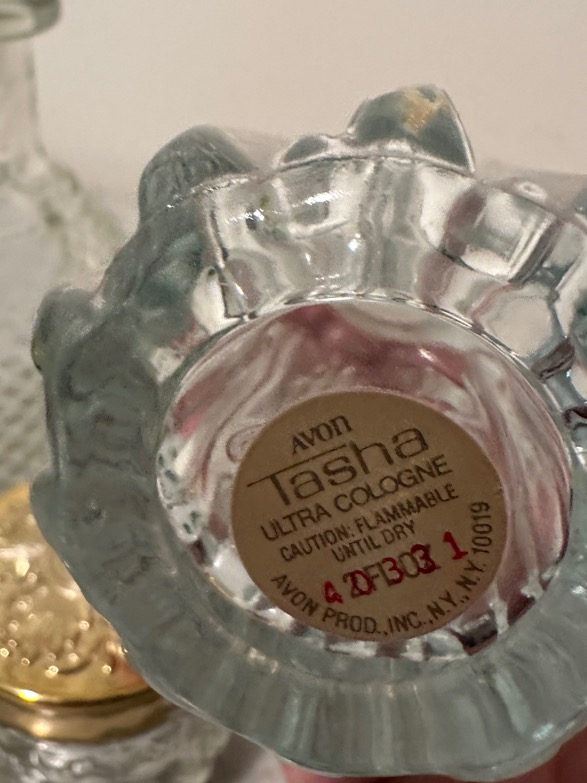 AVON
Tasha
ULTRA COLOGNE
CAUTION: FLAMMABLE
UNTIL DRY
AVON PROD., INC., N.Y., N.Y. 10019